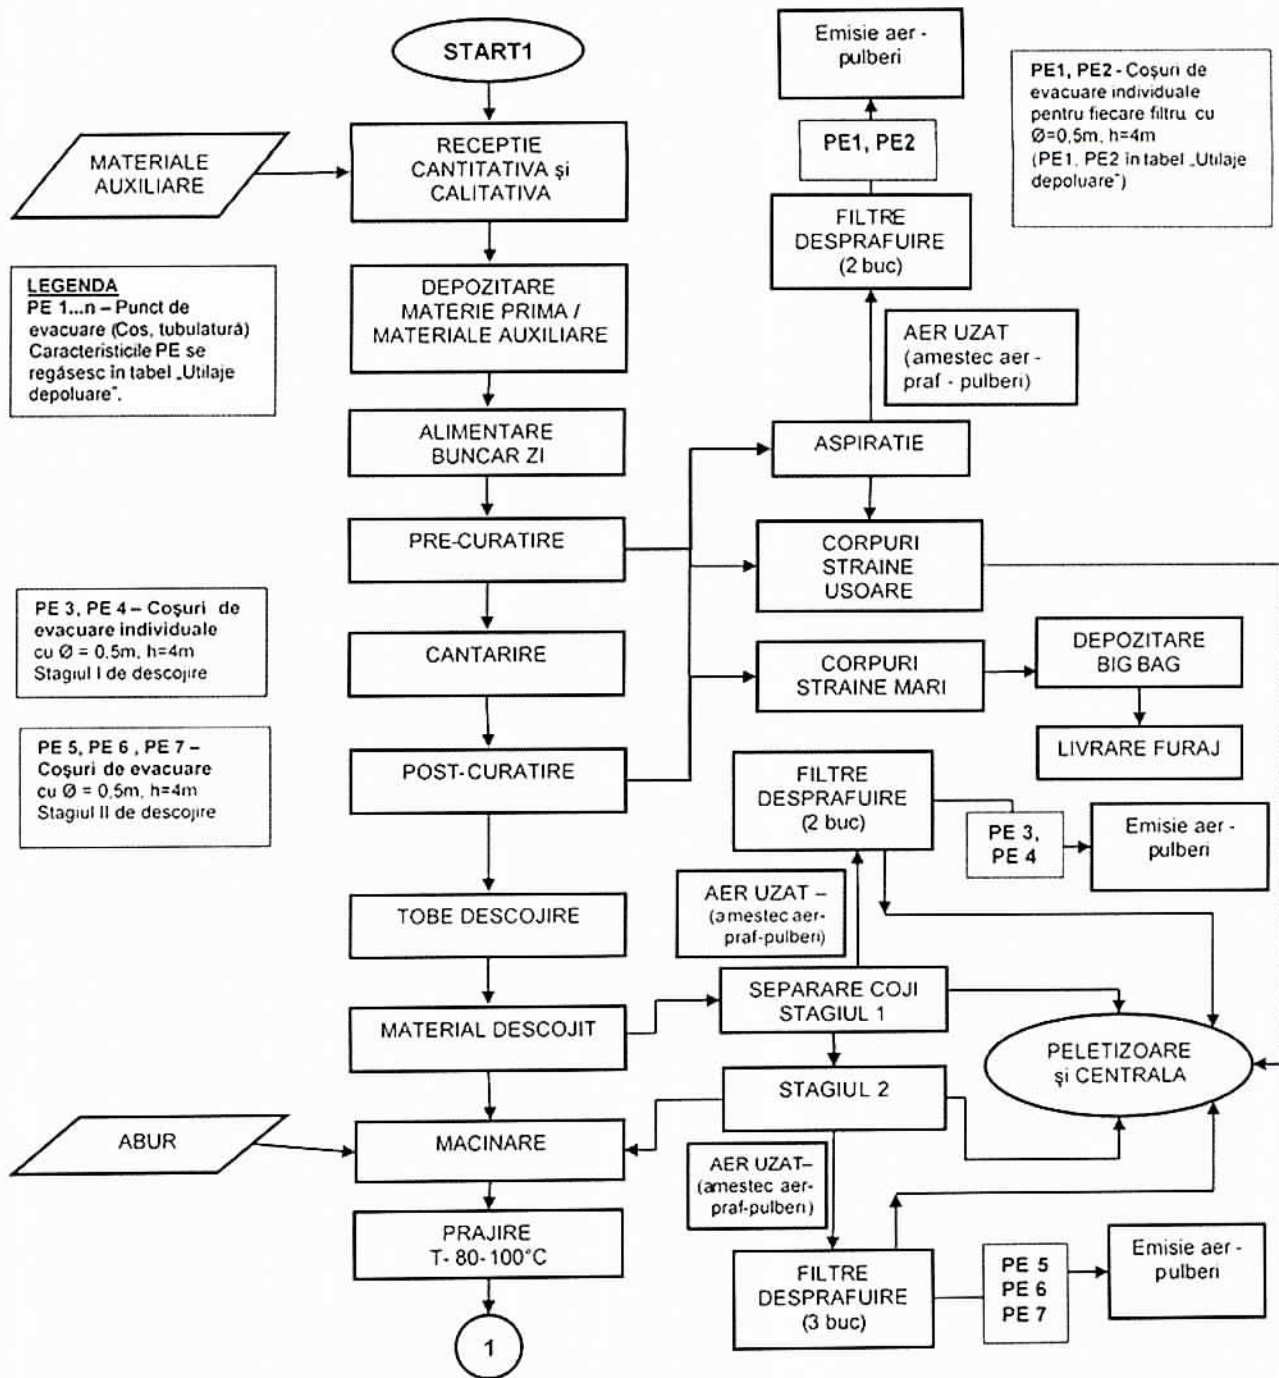 START1
MATERIALE
AUXILIARE
RECEPTIE
CANTITATIVA și
CALITATIVA
LEGENDA
PE 1...n – Punct de
evacuare (Cos, tubulatură)
Caracteristicile PE se
regăsesc în tabel „Utilaje
depoluare".
DEPOZITARE
MATERIE PRIMA /
MATERIALE AUXILIARE
ALIMENTARE
BUNCAR ZI
PRE-CURATIRE
CANTARIRE
POST-CURATIRE
TOBE DESCOJIRE
MATERIAL DESCOJIT
ABUR
MACINARE
PRAJIRE
T- 80-100°C
1
PE 3, PE 4 – Coșuri de
evacuare individuale
cu Ø = 0,5m, h=4m
Stagiul I de descojire
PE 5, PE 6 , PE 7 –
Coșuri de evacuare
cu Ø = 0,5m, h=4m
Stagiul II de descojire
Emisie aer -
pulberi
PE1, PE2
FILTRE
DESPRAFUIRE
(2 buc)
PE1, PE2 - Coșuri de
evacuare individuale
pentru fiecare filtru, cu
Ø=0,5m, h=4m
(PE1, PE2 în tabel „Utilaje
depoluare")
AER UZAT
(amestec aer -
praf - pulberi)
ASPIRATIE
CORPURI
STRAINE
USOARE
CORPURI
STRAINE MARI
DEPOZITARE
BIG BAG
LIVRARE FURAJ
FILTRE
DESPRAFUIRE
(2 buc)
PE 3,
PE 4
Emisie aer -
pulberi
AER UZAT –
(amestec aer-
praf-pulberi)
SEPARARE COJI
STAGIUL 1
STAGIUL 2
PELETIZOARE
și CENTRALA
AER UZAT–
(amestec aer-
praf-pulberi)
FILTRE
DESPRAFUIRE
(3 buc)
PE 5
PE 6
PE 7
Emisie aer -
pulberi